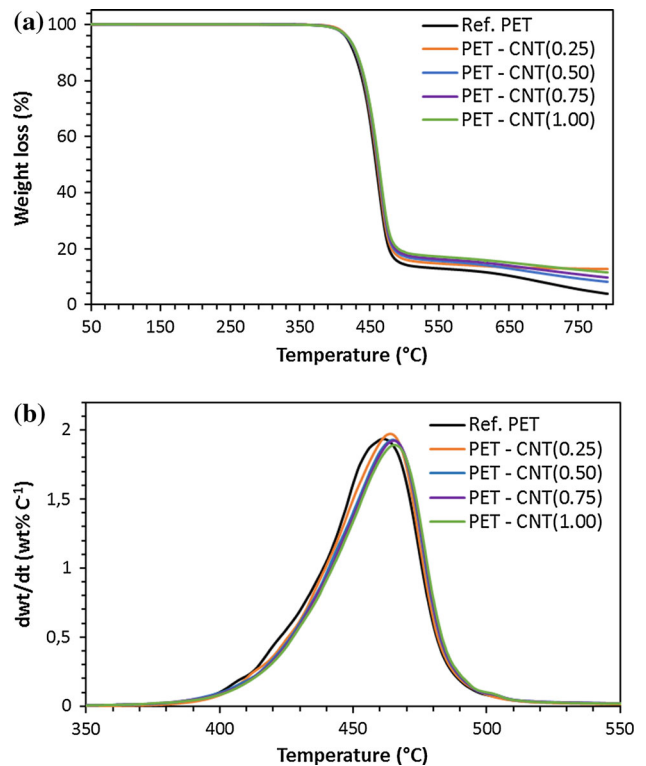 (a)
100
80
60
40
20
0
Weight loss (%)
50 150 250 350 450 550 650 750
Temperature (°C)
Ref. PET
PET - CNT(0.25)
PET - CNT(0.50)
PET - CNT(0.75)
PET - CNT(1.00)
(b)
2
1,5
1
0,5
0
dwt/dt (wt% C⁻¹)
350 400 450 500 550
Temperature (°C)
Ref. PET
PET - CNT(0.25)
PET - CNT(0.50)
PET - CNT(0.75)
PET - CNT(1.00)